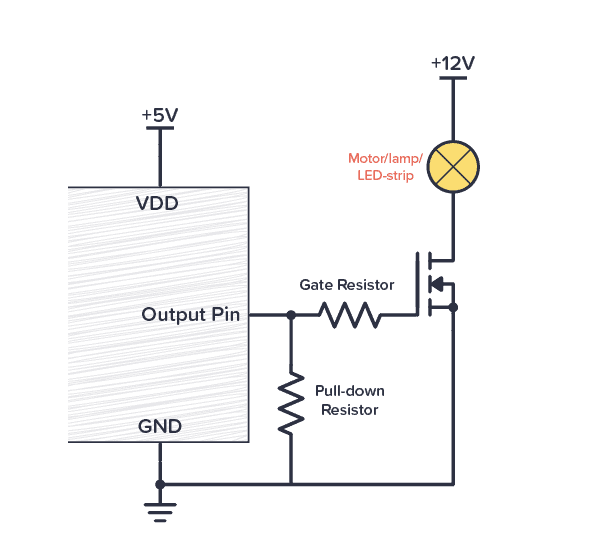 +12V
+5V
Motor/lamp/
LED-strip
VDD
Gate Resistor
Output Pin
Pull-down
Resistor
GND